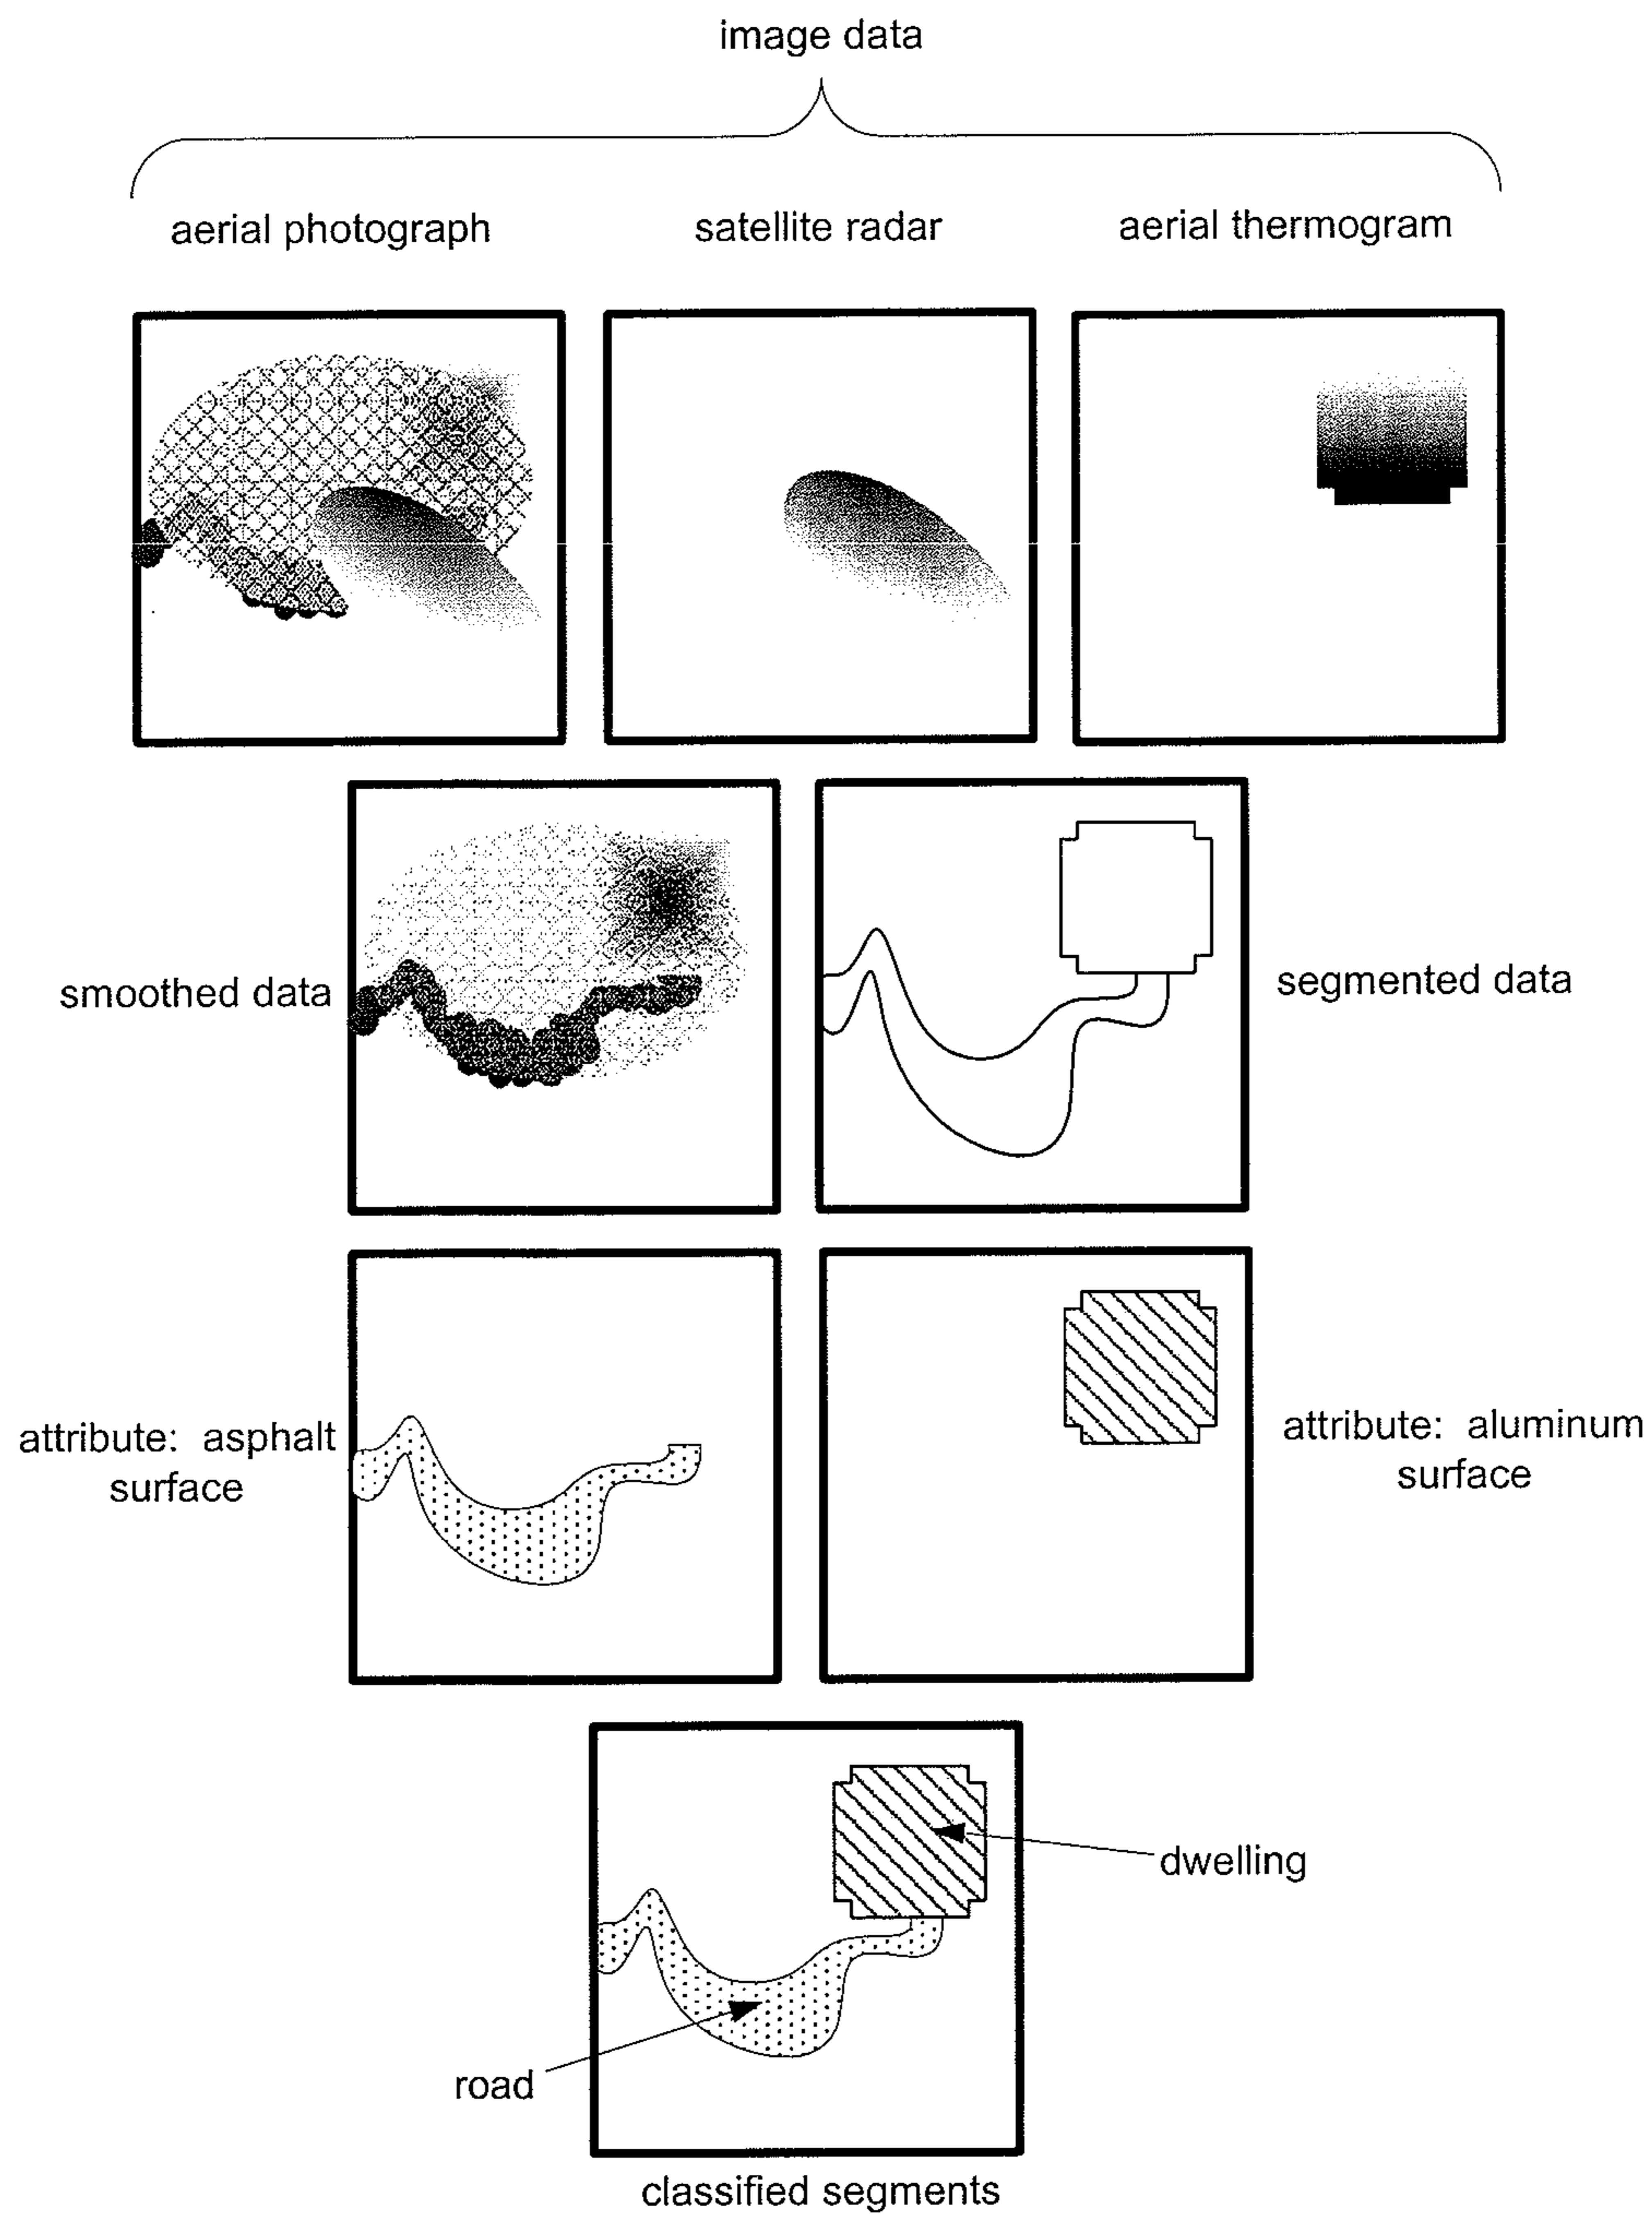 image data
aerial photograph
satellite radar
aerial thermogram
smoothed data
segmented data
attribute: asphalt
surface
attribute: aluminum
surface
dwelling
road
classified segments